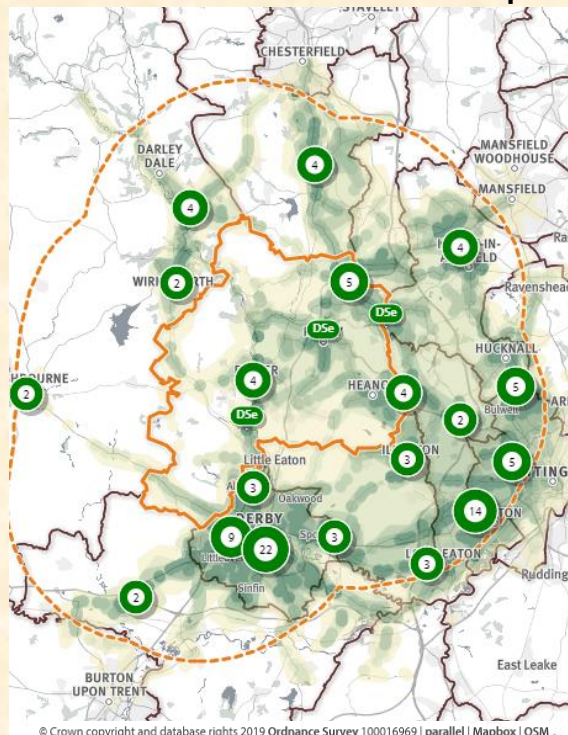 STAVELEY
CHESTERFIELD
DARLEY
DALE
MANSFIELD
WOODHOUSE
MANSFIELD
4
4
4
2
5
Ravenshead
DSe
DSe
HUCKNALL
4
HEANOR
4
5
2
2
Bulwell
DSe
Little Eaton
3
5
3
Oakwood
14
DERBY
9
22
3
3
Sinfin
2
BURTON
UPON TRENT
East Leake
© Crown copyright and database rights 2019 Ordnance Survey 100016969 | parallel | Mapbox | OSM